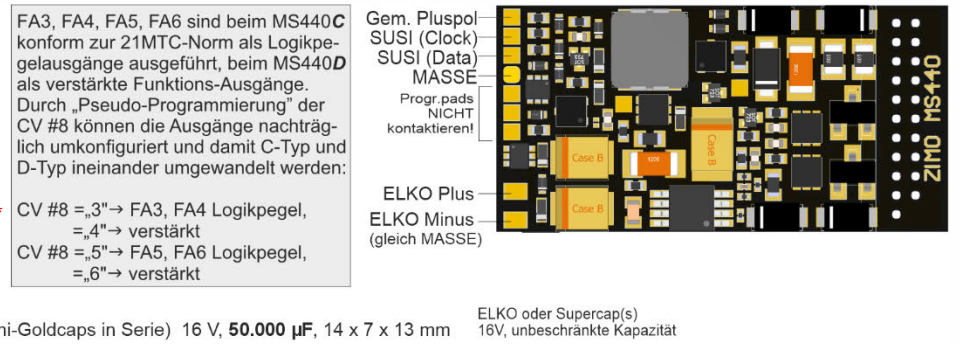 FA3, FA4, FA5, FA6 sind beim MS440C
konform zur 21MTC-Norm als Logikpe-
gelausgänge ausgeführt, beim MS440D
als verstärkte Funktions-Ausgänge.
Durch „Pseudo-Programmierung" der
CV #8 können die Ausgänge nachträg-
lich umkonfiguriert und damit C-Typ und
D-Typ ineinander umgewandelt werden:
* CV #8 =„3"→ FA3, FA4 Logikpegel,
=„4"→ verstärkt
CV #8 =„5"→ FA5, FA6 Logikpegel,
=„6"→ verstärkt
Gem. Pluspol
SUSI (Clock)
SUSI (Data)
MASSE
Progr.pads
NICHT
kontaktieren!
ELKO Plus
ELKO Minus
(gleich MASSE)
Case B
Case B
Case B
ZIMO MS440
ni-Goldcaps in Serie) 16 V, 50.000 µF, 14 x 7 x 13 mm
ELKO oder Supercap(s)
16V, unbeschränkte Kapazität